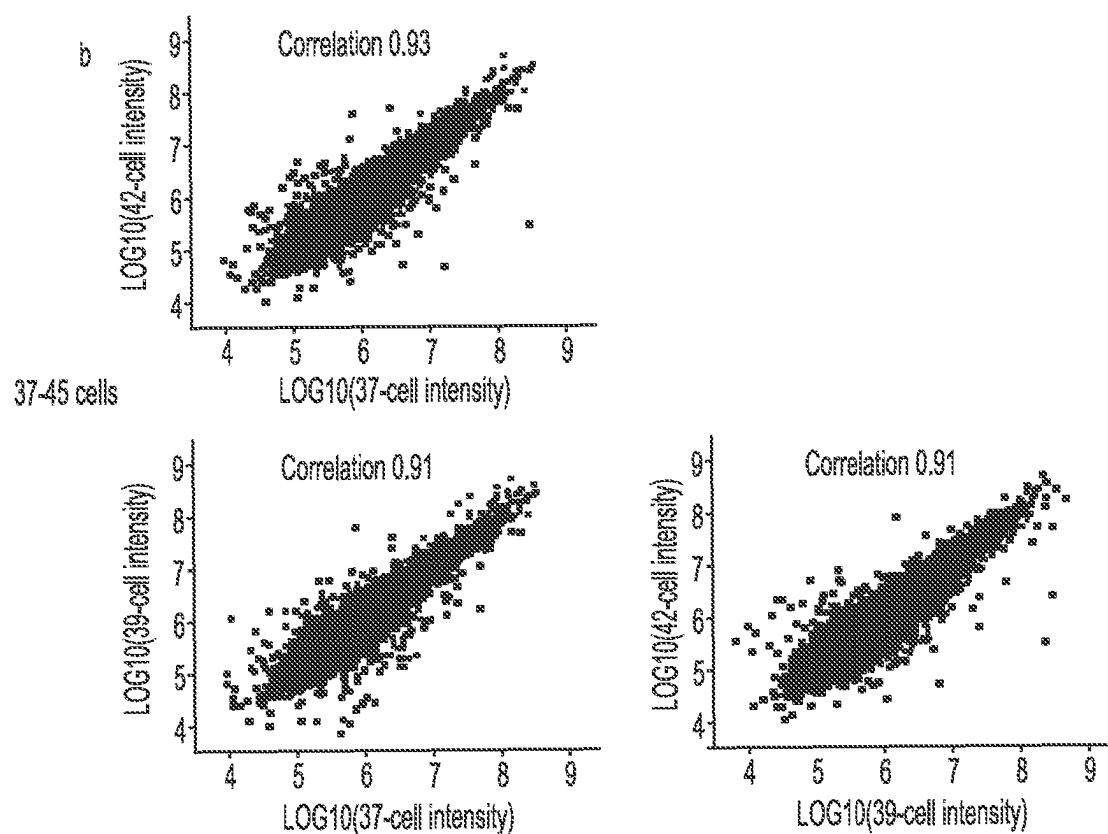 b
Correlation 0.93
LOG10(42-cell intensity)
9
8
7
6
5
4
4 5 6 7 8 9
LOG10(37-cell intensity)
37-45 cells
Correlation 0.91
LOG10(39-cell intensity)
9
8
7
6
5
4
4 5 6 7 8 9
LOG10(37-cell intensity)
Correlation 0.91
LOG10(42-cell intensity)
9
8
7
6
5
4
4 5 6 7 8 9
LOG10(39-cell intensity)